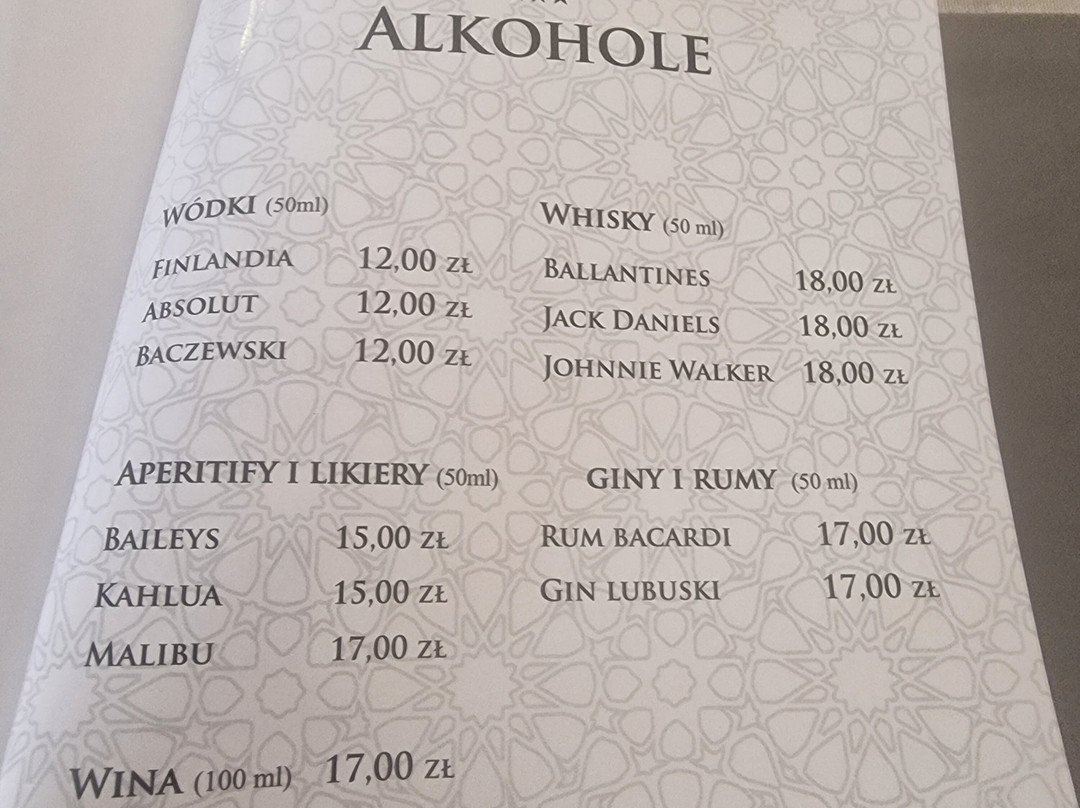 ALKOHOLE
WÓDKI (50ml)
FINLANDIA 12,00 ZŁ
ABSOLUT 12,00 ZŁ
BACZEWSKI 12,00 ZŁ
WHISKY (50 ml)
BALLANTINES 18,00 ZŁ
JACK DANIELS 18,00 ZŁ
JOHNNIE WALKER 18,00 ZŁ
APERITIFY I LIKIERY (50ml)
BAILEYS 15,00 ZŁ
KAHLUA 15,00 ZŁ
MALIBU 17,00 ZŁ
GINY I RUMY (50 ml)
RUM BACARDI 17,00 ZŁ
GIN LUBUSKI 17,00 ZŁ
WINA (100 ml) 17,00 ZŁ